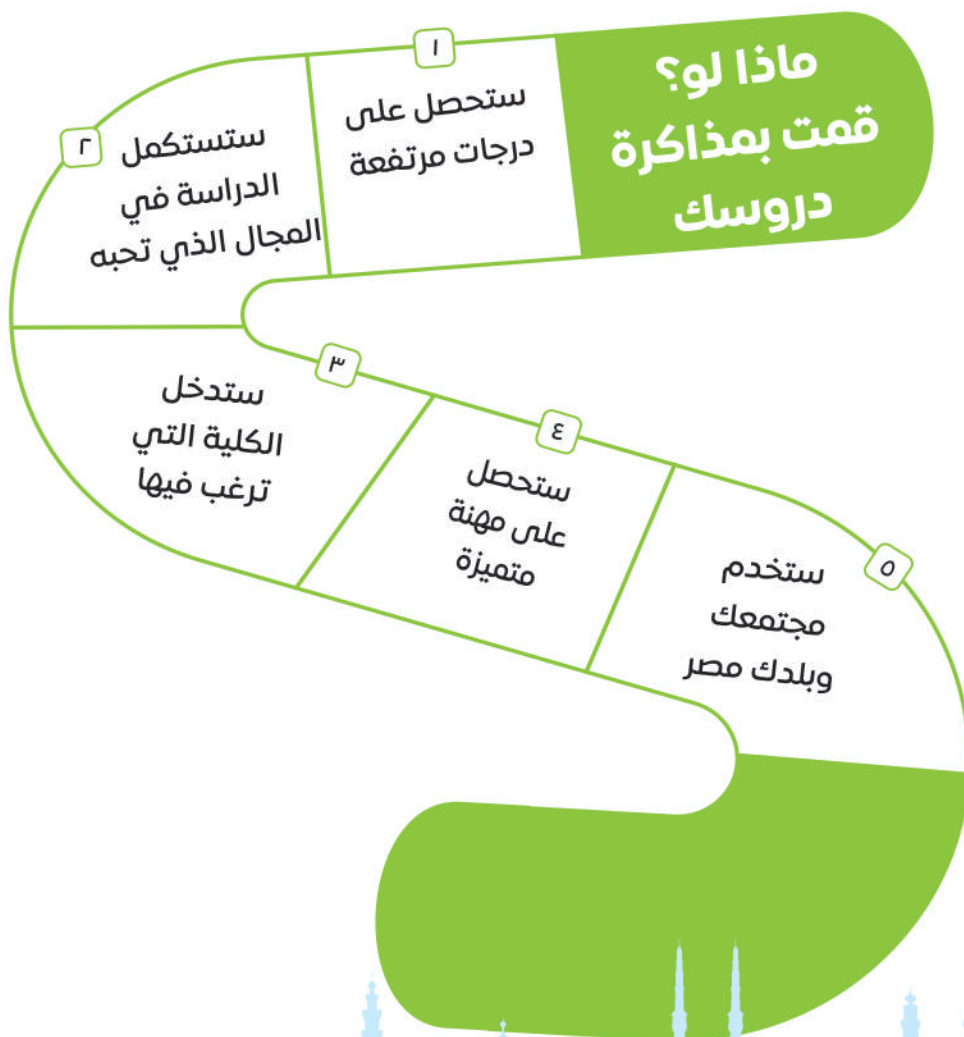 ماذا لو؟
قمت بمذاكرة
دروسك
١
ستحصل على
درجات مرتفعة
٢
ستستكمل
الدراسة في
المجال الذي تحبه
٣
ستدخل
الكلية التي
ترغب فيها
٤
ستحصل
على مهنة
متميزة
٥
ستخدم
مجتمعك
وبلدك مصر